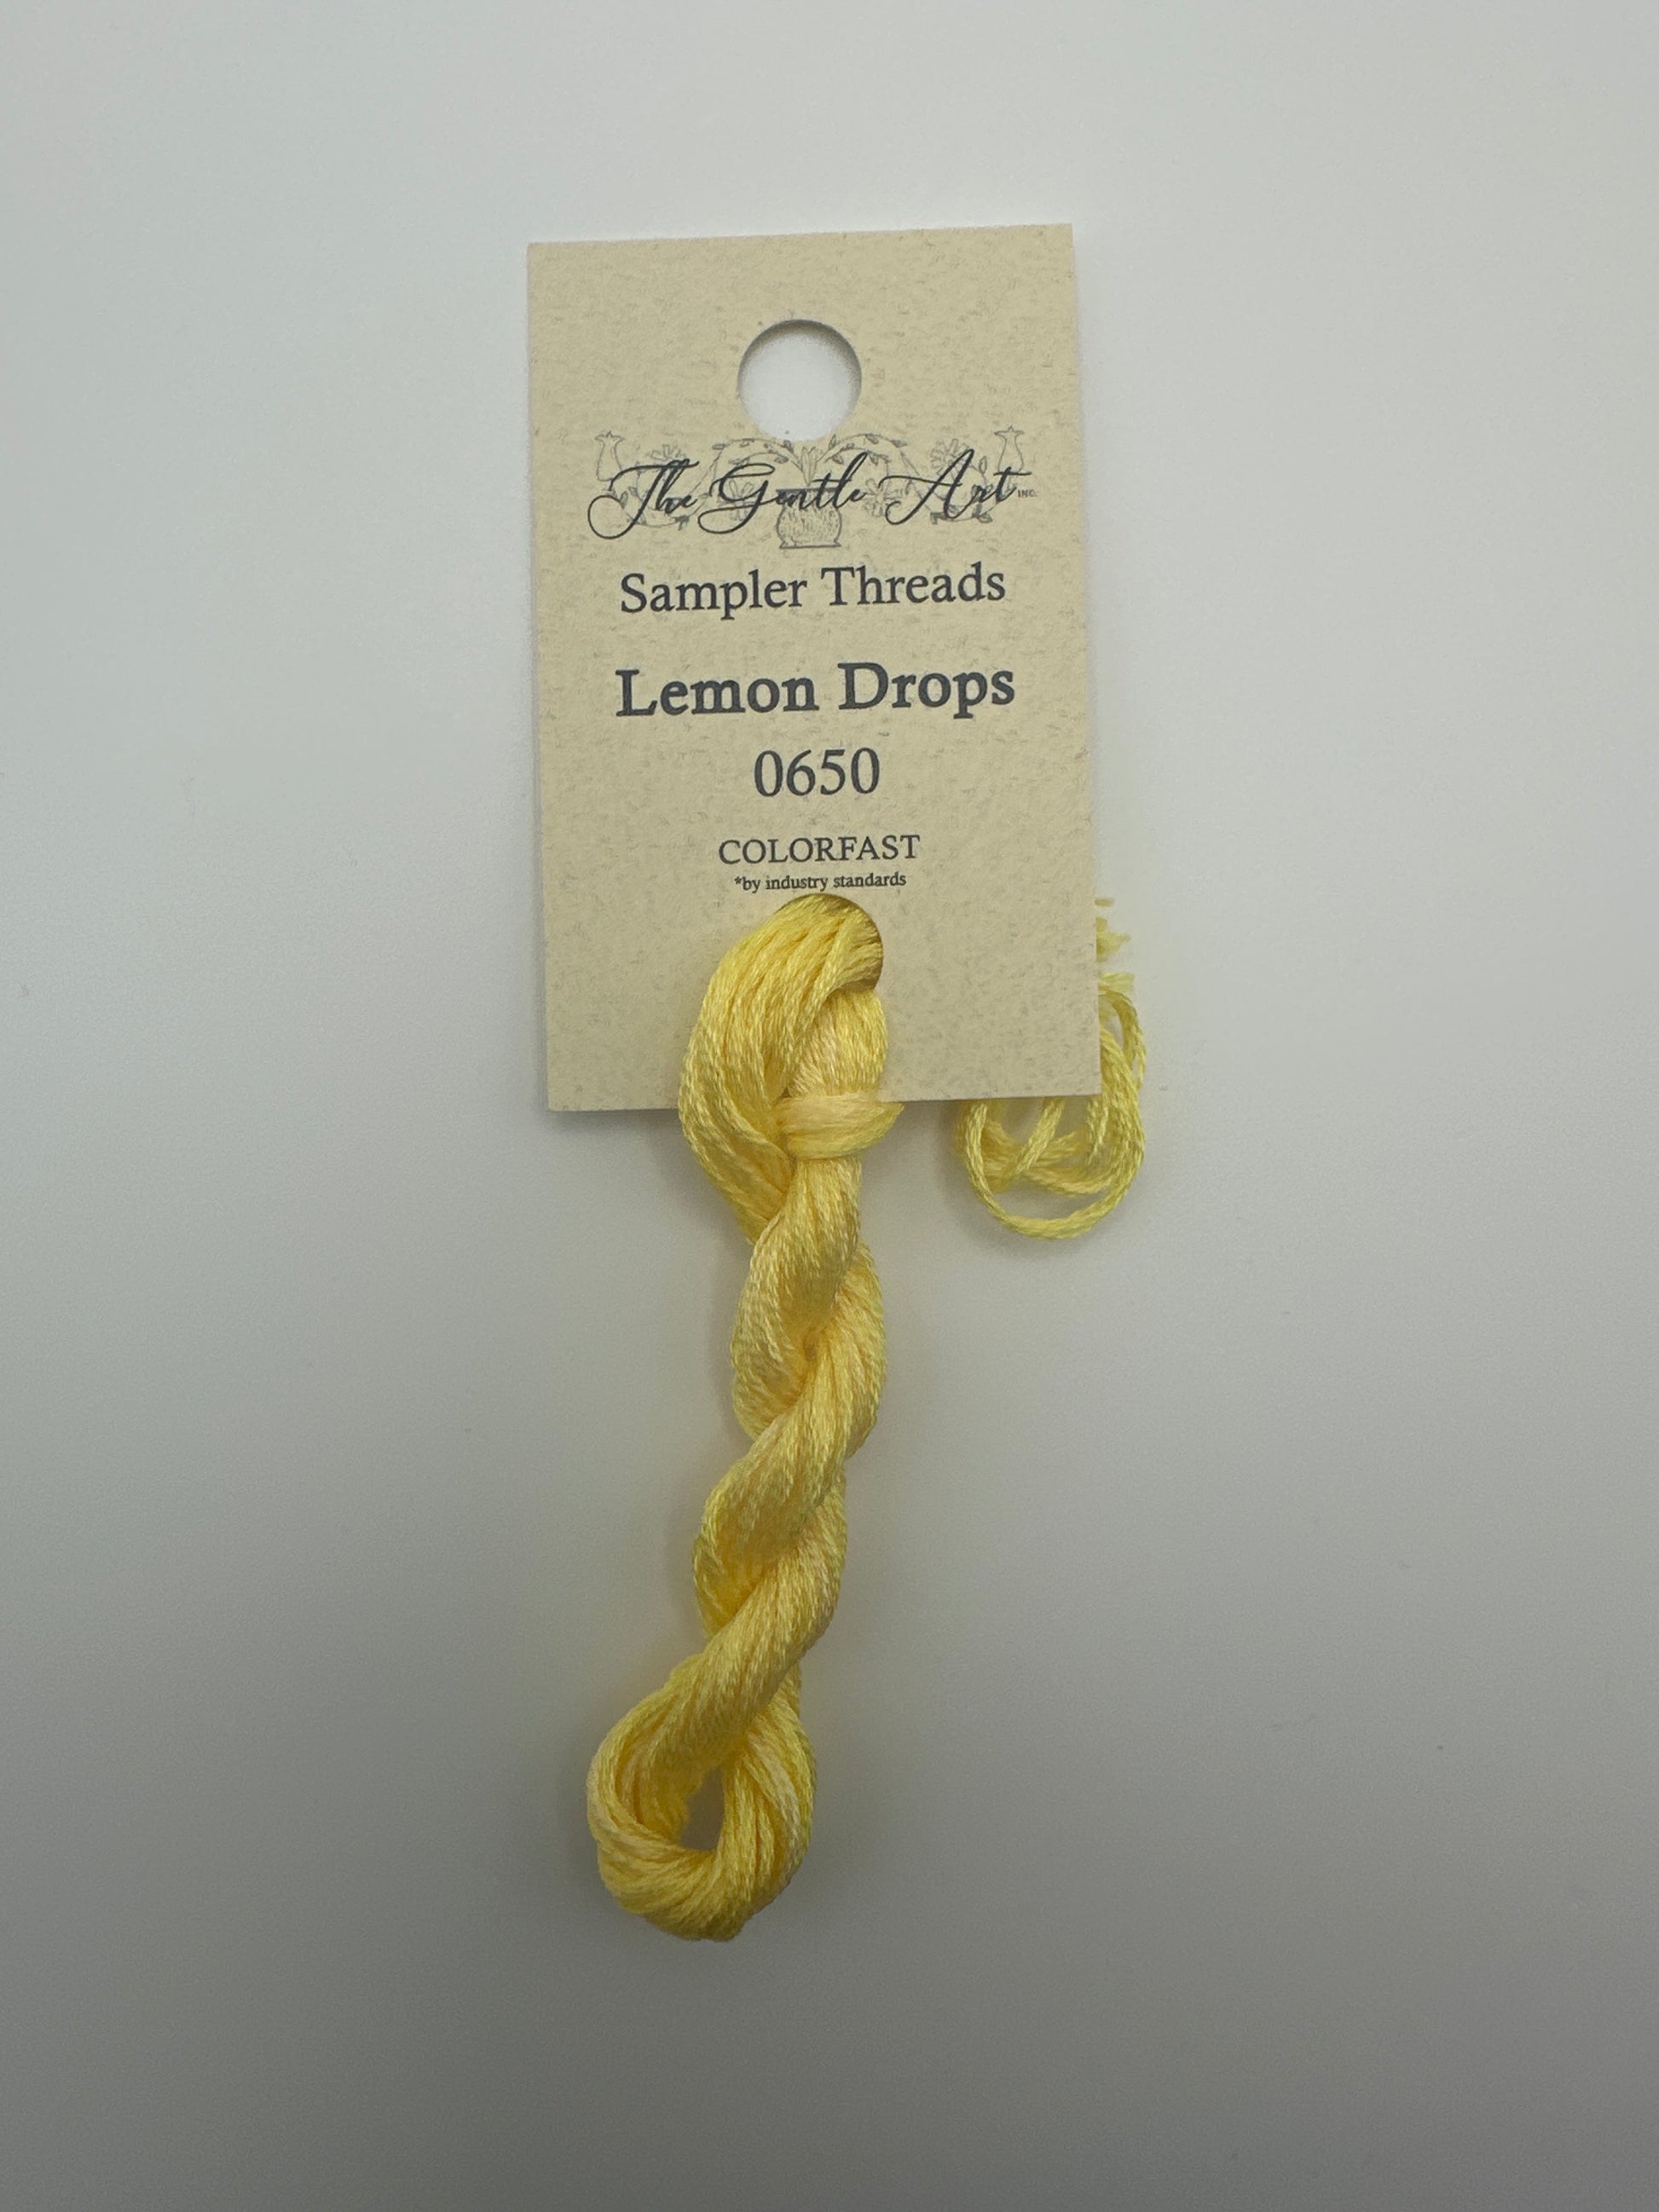 The Gentle Art INC.
Sampler Threads
Lemon Drops
0650
COLORFAST
*by industry standards